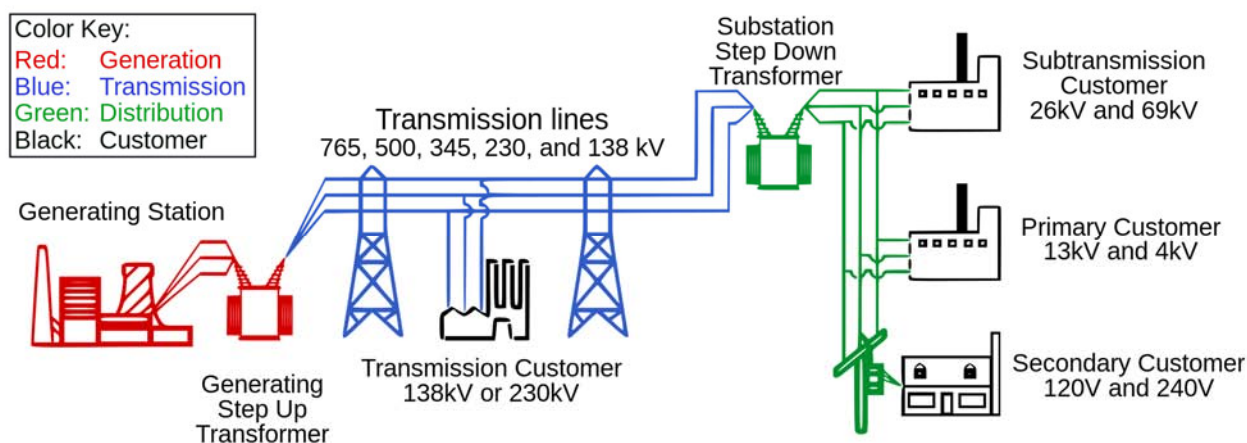 Color Key:
Red: Generation
Blue: Transmission
Green: Distribution
Black: Customer
Generating Station
Generating
Step Up
Transformer
Transmission lines
765, 500, 345, 230, and 138 kV
Transmission Customer
138kV or 230kV
Substation
Step Down
Transformer
Subtransmission
Customer
26kV and 69kV
Primary Customer
13kV and 4kV
Secondary Customer
120V and 240V